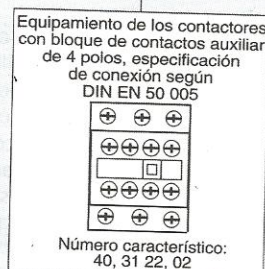 Equipamiento de los contactores
con bloque de contactos auxiliar
de 4 polos, especificación
de conexión según
DIN EN 50 005
Número característico:
40, 31 22, 02